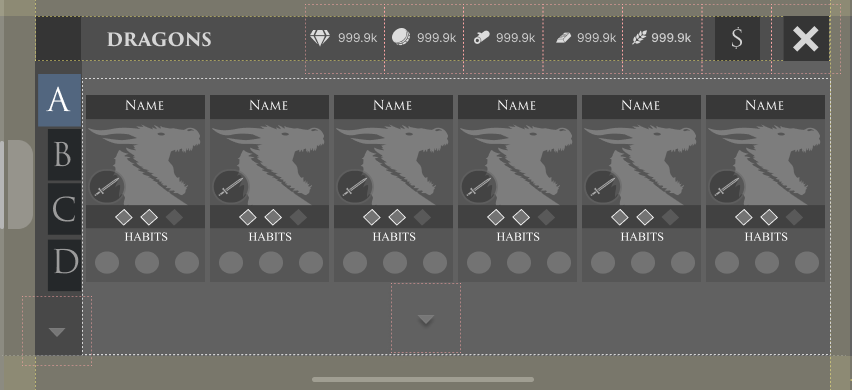 DRAGONS
999.9k 999.9k 999.9k 999.9k 999.9k $
A
B
C
D
NAME NAME NAME NAME NAME NAME
HABITS HABITS HABITS HABITS HABITS HABITS